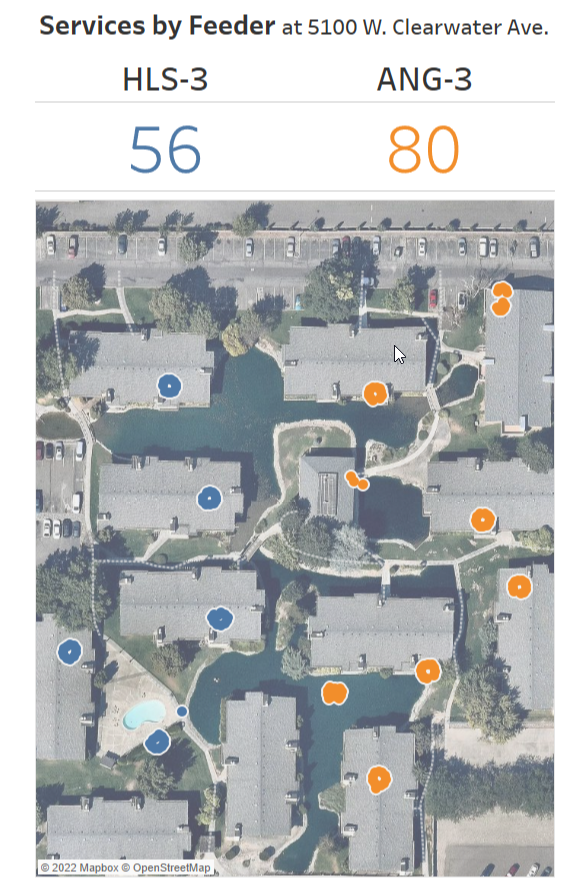 Services by Feeder at 5100 W. Clearwater Ave.
HLS-3 ANG-3
56 80
© 2022 Mapbox © OpenStreetMap